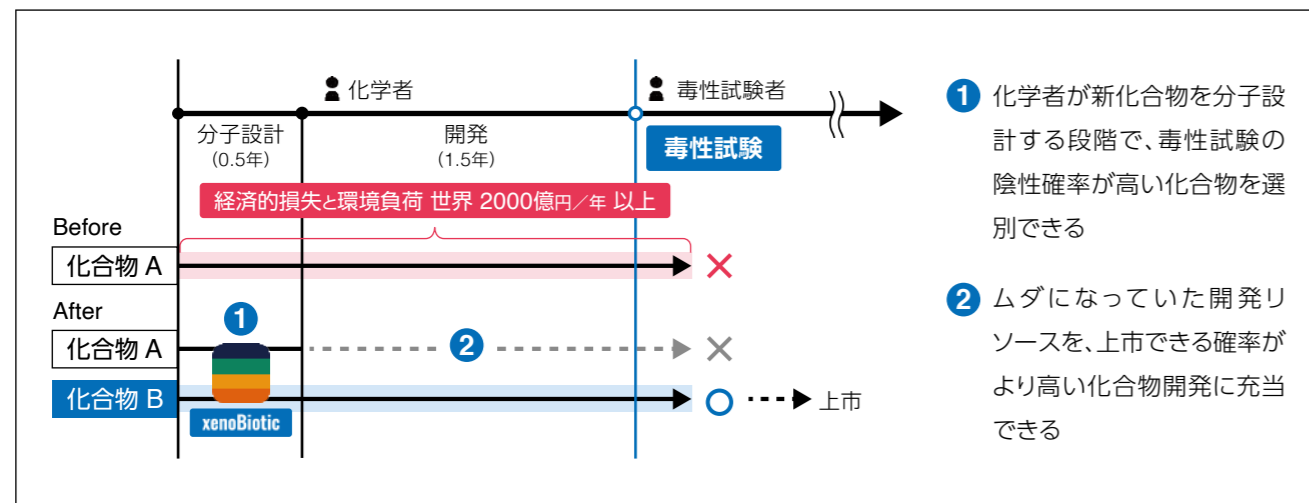 化学者
毒性試験者
分子設計
(0.5年)
開発
(1.5年)
毒性試験
経済的損失と環境負荷 世界 2000億円／年 以上
Before
化合物 A
After
1
化合物 A
2
化合物 B
上市
xenoBiotic
1 化学者が新化合物を分子設
計する段階で、毒性試験の
陰性確率が高い化合物を選
別できる
2 ムダになっていた開発リ
ソースを、上市できる確率が
より高い化合物開発に充当
できる